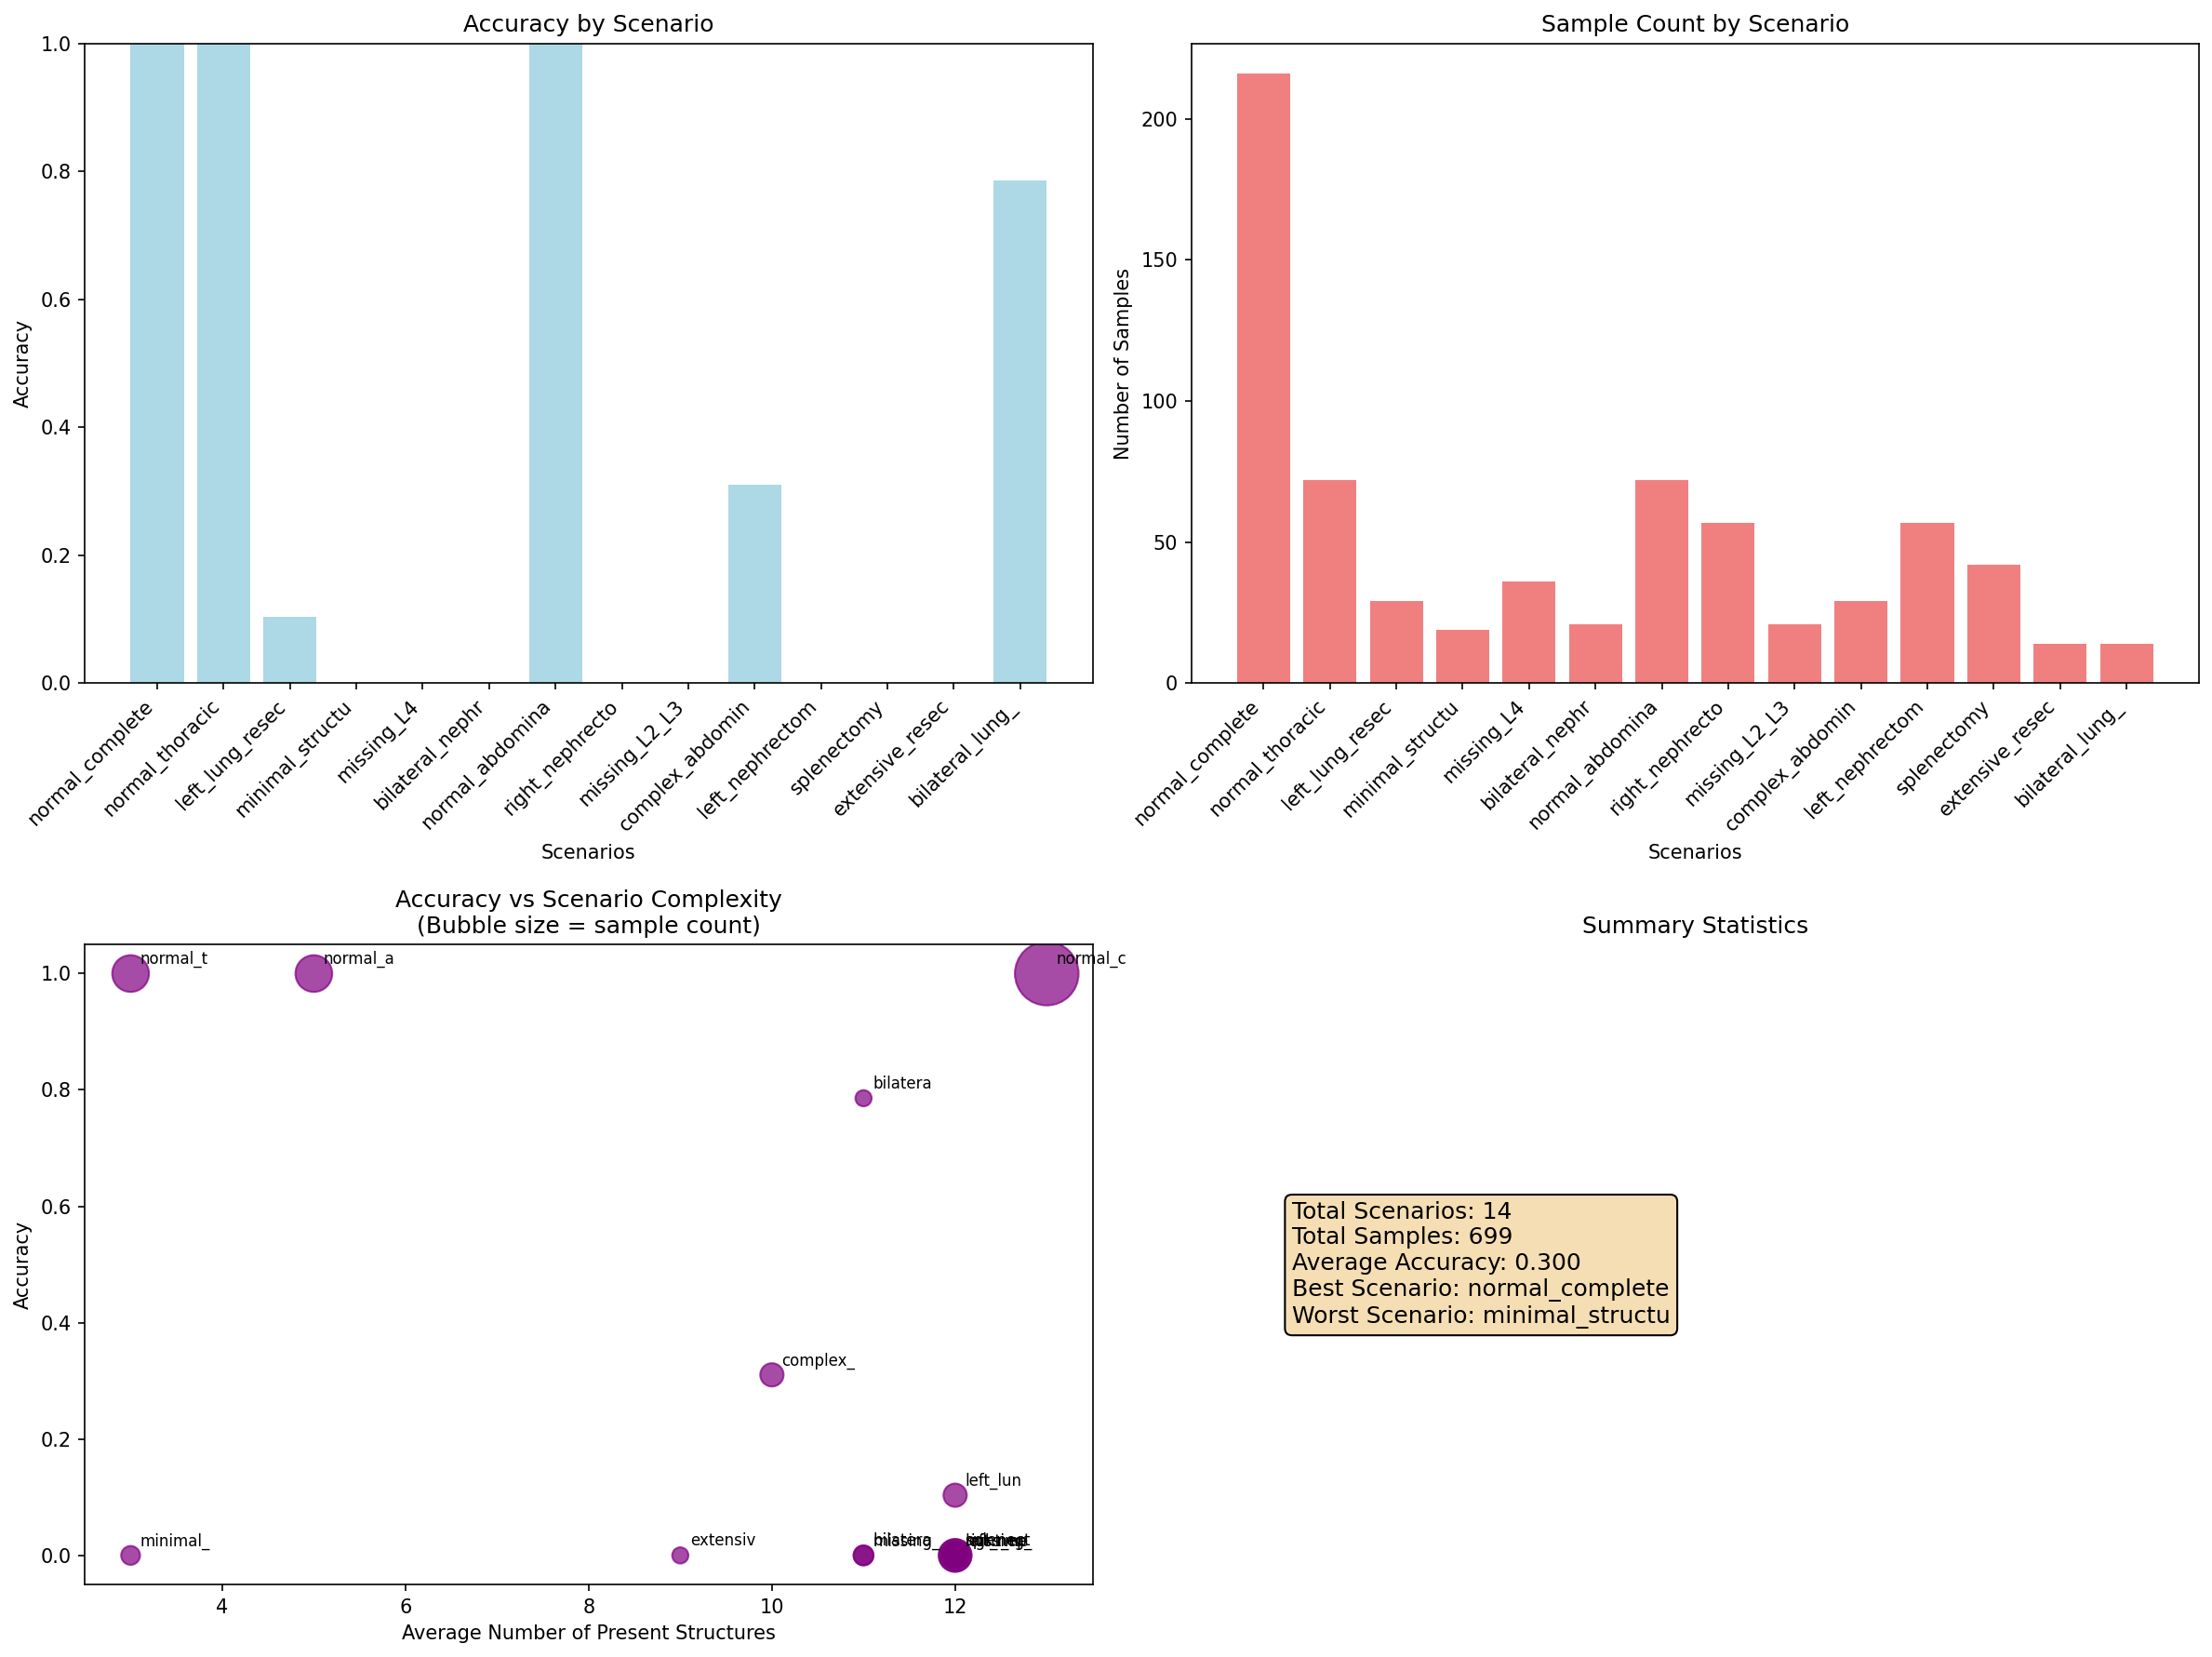 Accuracy by Scenario
1.0
0.8
0.6
0.4
0.2
0.0
Accuracy
normal_complete
normal_thoracic
left_lung_resec
minimal_structu
missing_L4
bilateral_nephr
normal_abdomina
right_nephrecto
missing_L2_L3
complex_abdomin
left_nephrectom
splenectomy
extensive_resec
bilateral_lung_
Scenarios
Sample Count by Scenario
200
150
100
50
0
Number of Samples
normal_complete
normal_thoracic
left_lung_resec
minimal_structu
missing_L4
bilateral_nephr
normal_abdomina
right_nephrecto
missing_L2_L3
complex_abdomin
left_nephrectom
splenectomy
extensive_resec
bilateral_lung_
Scenarios
Accuracy vs Scenario Complexity
(Bubble size = sample count)
1.0
0.8
0.6
0.4
0.2
0.0
Accuracy
normal_t
normal_a
normal_c
bilatera
complex_
left_lun
minimal_
extensiv
4
6
8
10
12
Average Number of Present Structures
Summary Statistics
Total Scenarios: 14
Total Samples: 699
Average Accuracy: 0.300
Best Scenario: normal_complete
Worst Scenario: minimal_structu